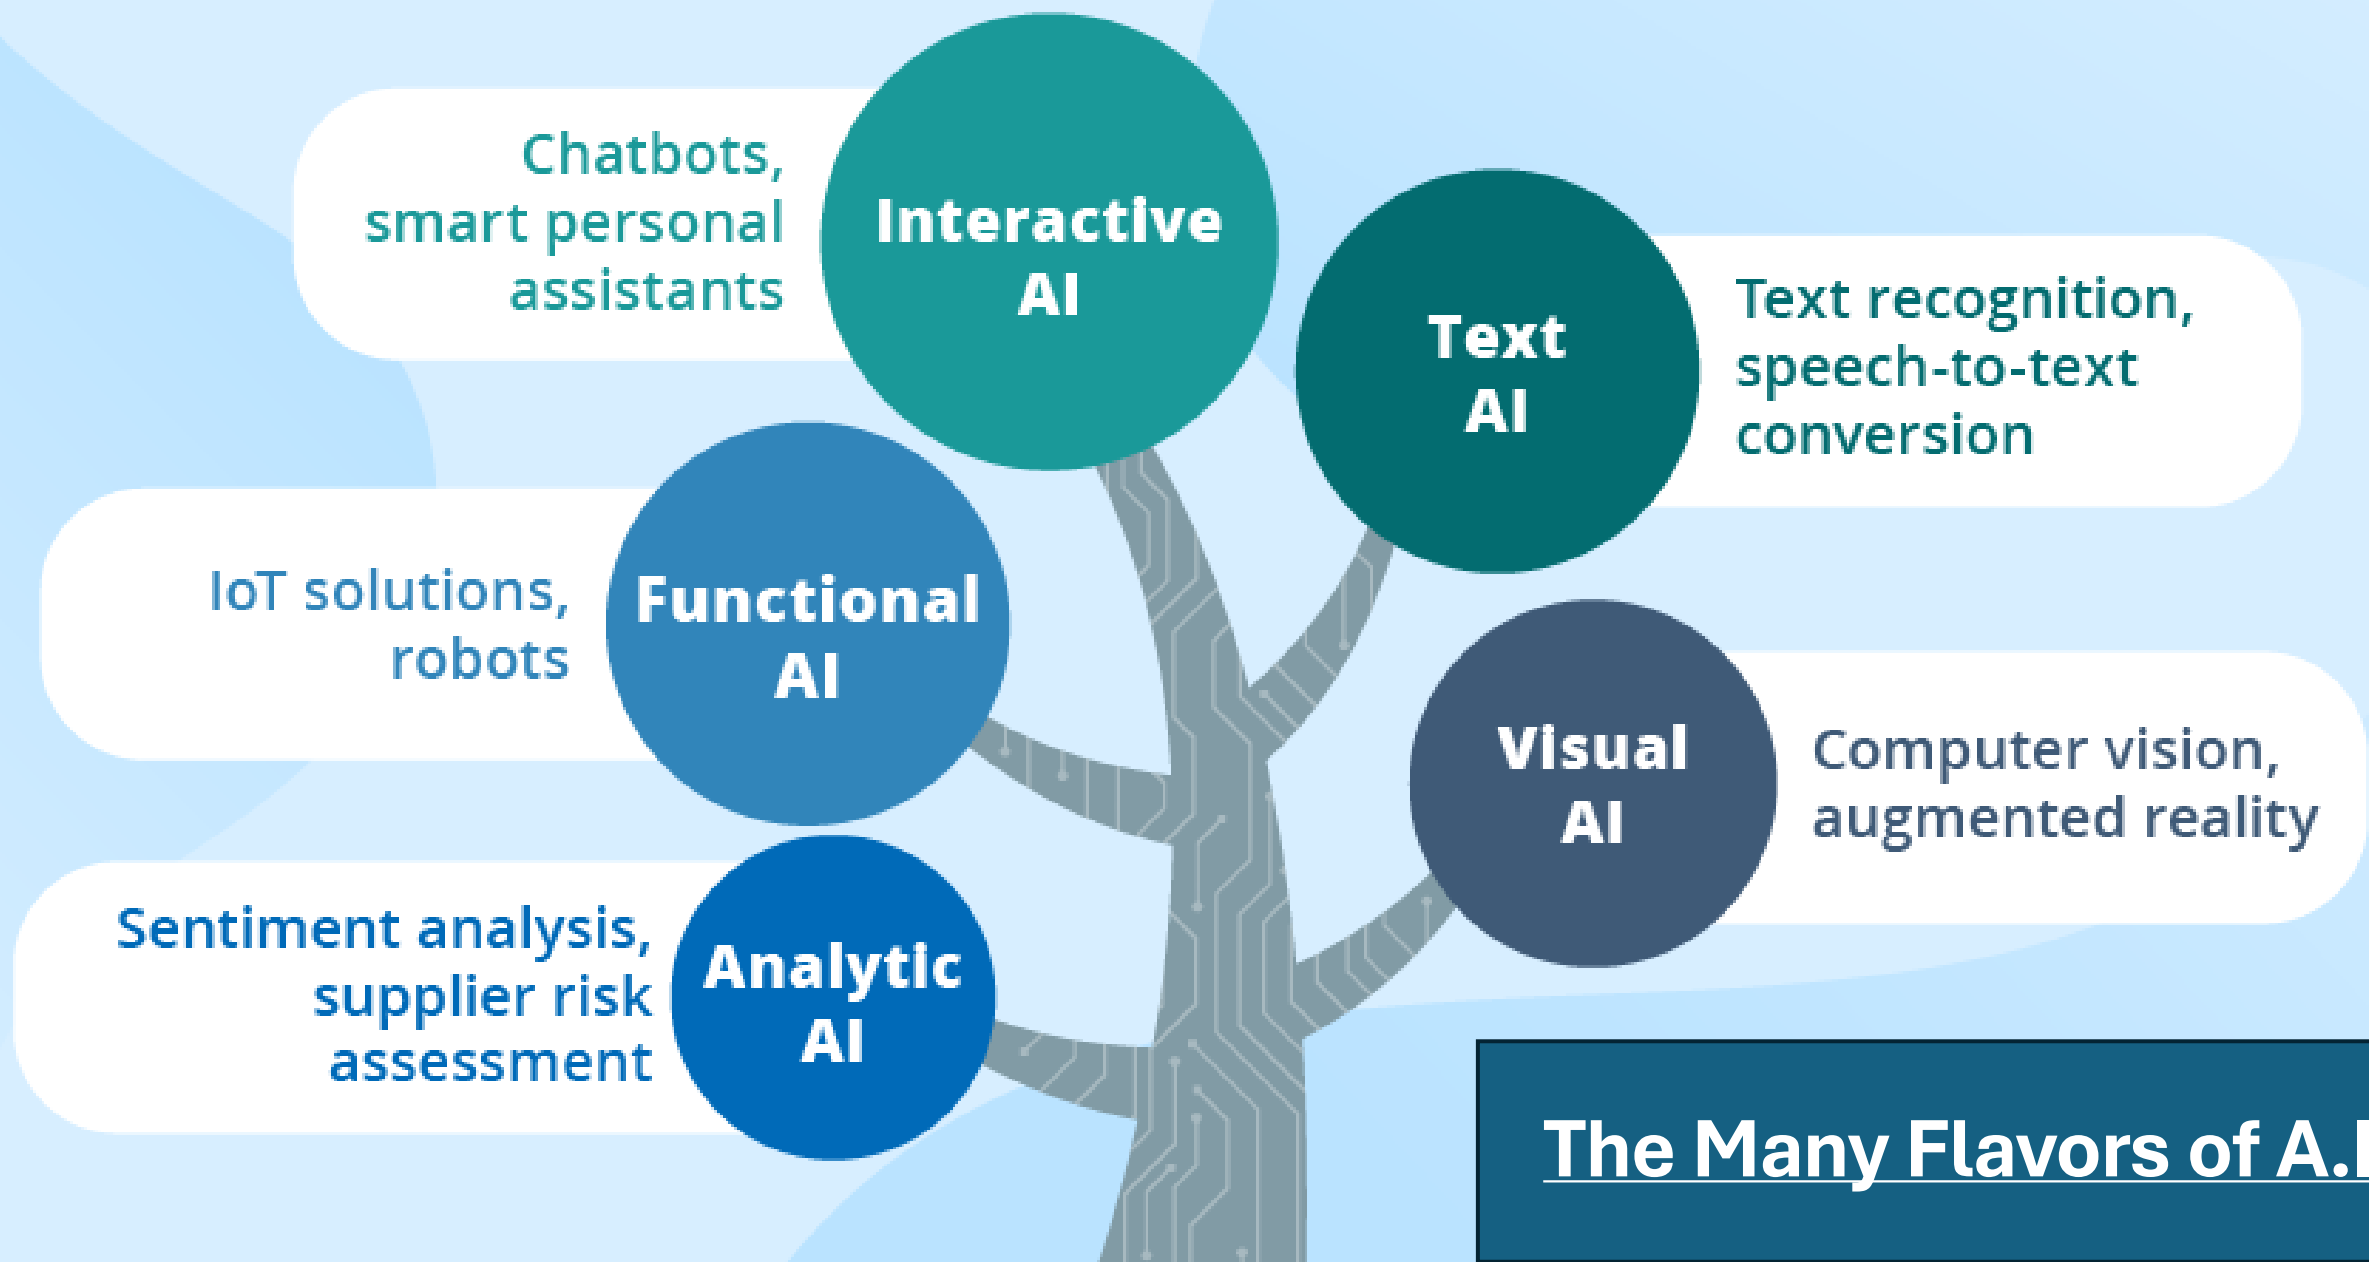 Chatbots,
smart personal
assistants
Interactive
AI
Text
AI
Text recognition,
speech-to-text
conversion
IoT solutions,
robots
Functional
AI
Visual
AI
Computer vision,
augmented reality
Sentiment analysis,
supplier risk
assessment
Analytic
AI
The Many Flavors of A.I